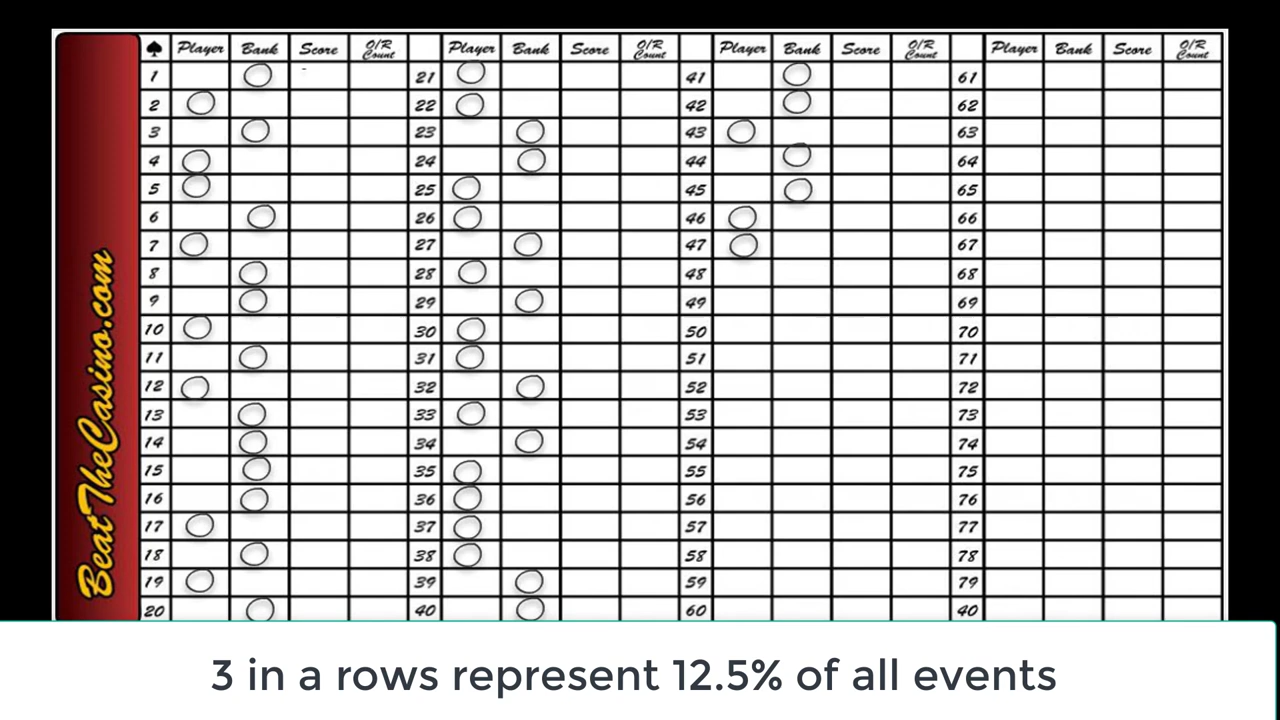 BeatTheCasino.com
♠ Player Bank Score O/R Count Player Bank Score O/R Count Player Bank Score O/R Count Player Bank Score O/R Count
1 21 41 61
2 22 42 62
3 23 43 63
4 24 44 64
5 25 45 65
6 26 46 66
7 27 47 67
8 28 48 68
9 29 49 69
10 30 50 70
11 31 51 71
12 32 52 72
13 33 53 73
14 34 54 74
15 35 55 75
16 36 56 76
17 37 57 77
18 38 58 78
19 39 59 79
20 40 60 40
3 in a rows represent 12.5% of all events